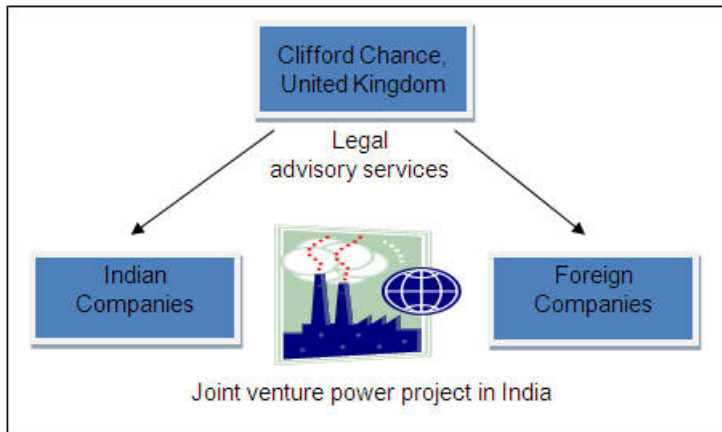 Clifford Chance,
United Kingdom
Legal
advisory services
Indian
Companies
Foreign
Companies
Joint venture power project in India